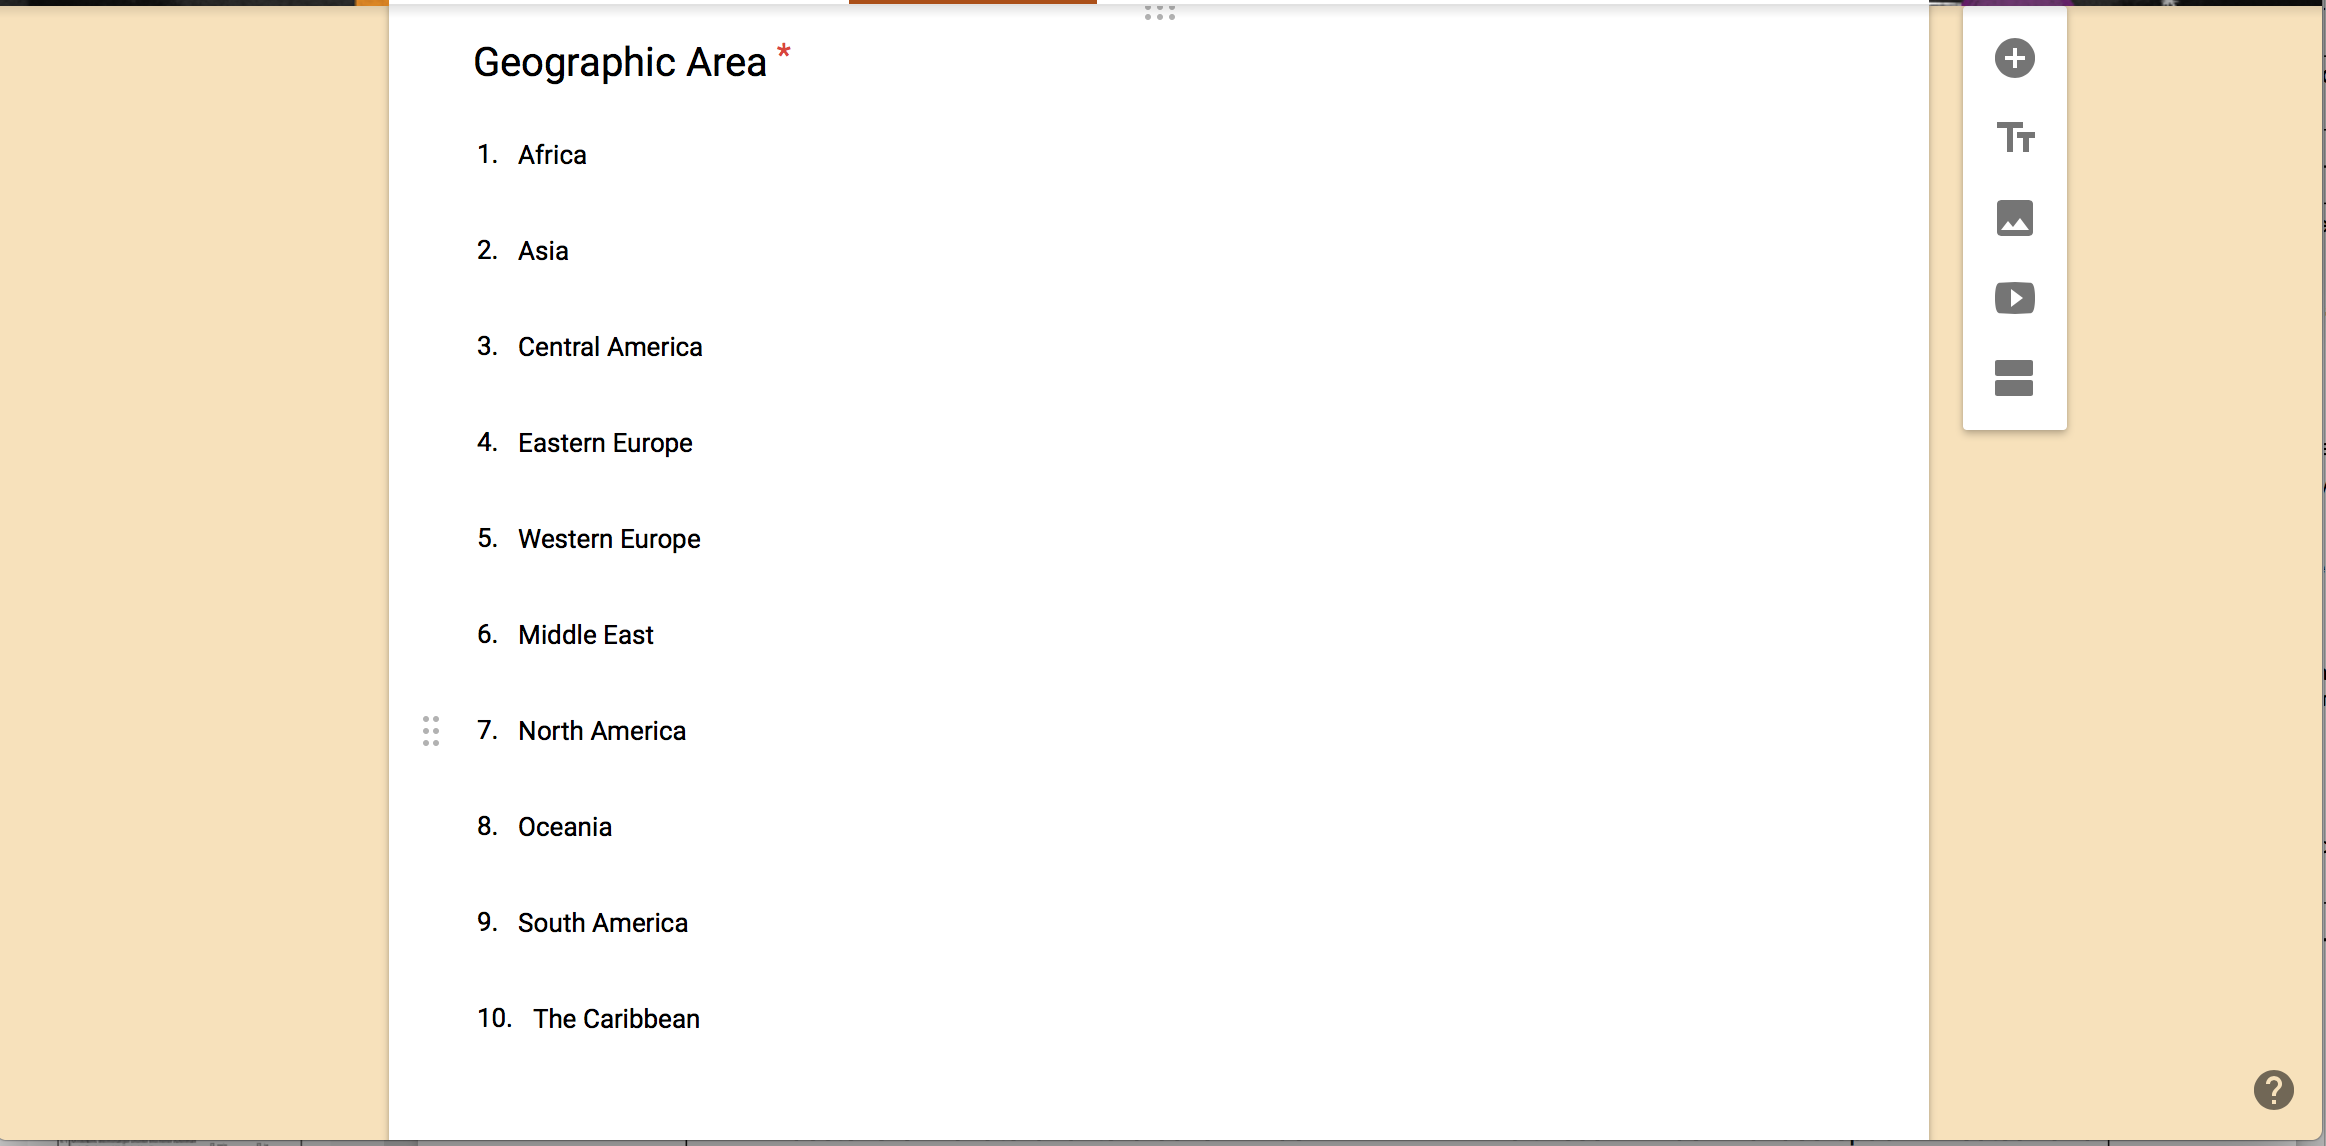 Geographic Area *
1. Africa
2. Asia
3. Central America
4. Eastern Europe
5. Western Europe
6. Middle East
7. North America
8. Oceania
9. South America
10. The Caribbean